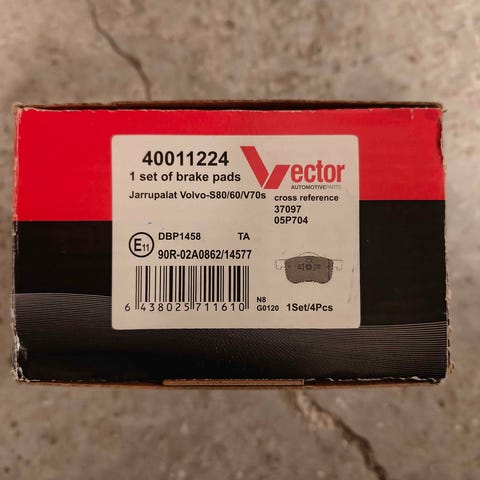 40011224
1 set of brake pads
Jarrupalat Volvo-S80/60/V70s
Vector
AUTOMOTIVEPARTS
cross reference
37097
05P704
E11
DBP1458 TA
90R-02A0862/14577
6 438025 711610
N8
G0120
1Set/4Pcs